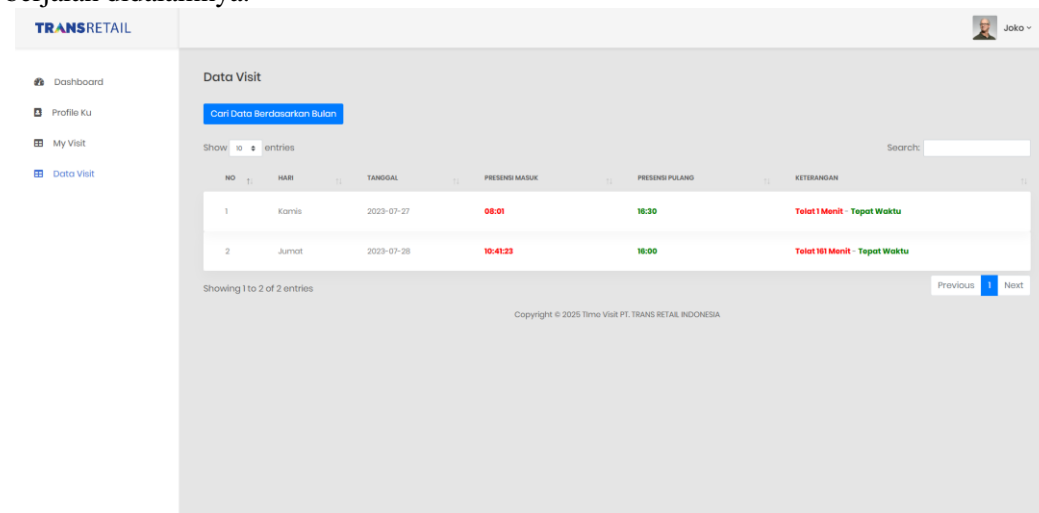 TRANSRETAIL
Joko
Dashboard
Profile Ku
My Visit
Data Visit
Data Visit
Cari Data Berdasarkan Bulan
Show 10 entries
Search:
NO HARI TANGGAL PRESENSI MASUK PRESENSI PULANG KETERANGAN
1 Kamis 2023-07-27 08:01 16:30 Telat 1 Menit - Tepat Waktu
2 Jumat 2023-07-28 10:41:23 16:00 Telat 161 Menit - Tepat Waktu
Showing 1 to 2 of 2 entries
Previous 1 Next
Copyright © 2025 Time Visit PT. TRANS RETAIL INDONESIA